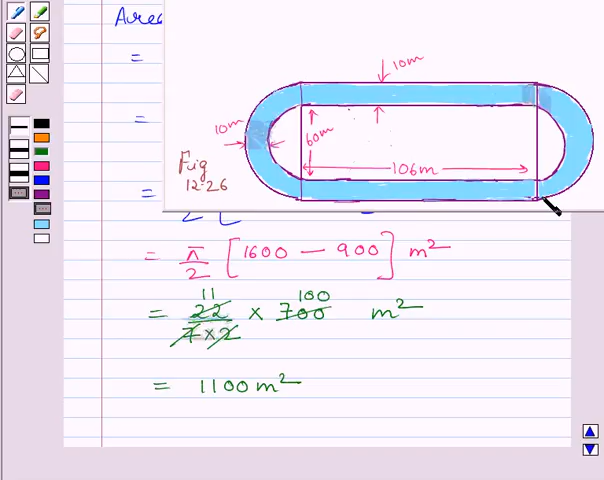 Area
=
=
=
10m
10m
60m
106m
Fig
12.26
2 [
= π/2 [1600 - 900] m²
11 100
= 22/(7×2) × 700 m²
= 1100 m²